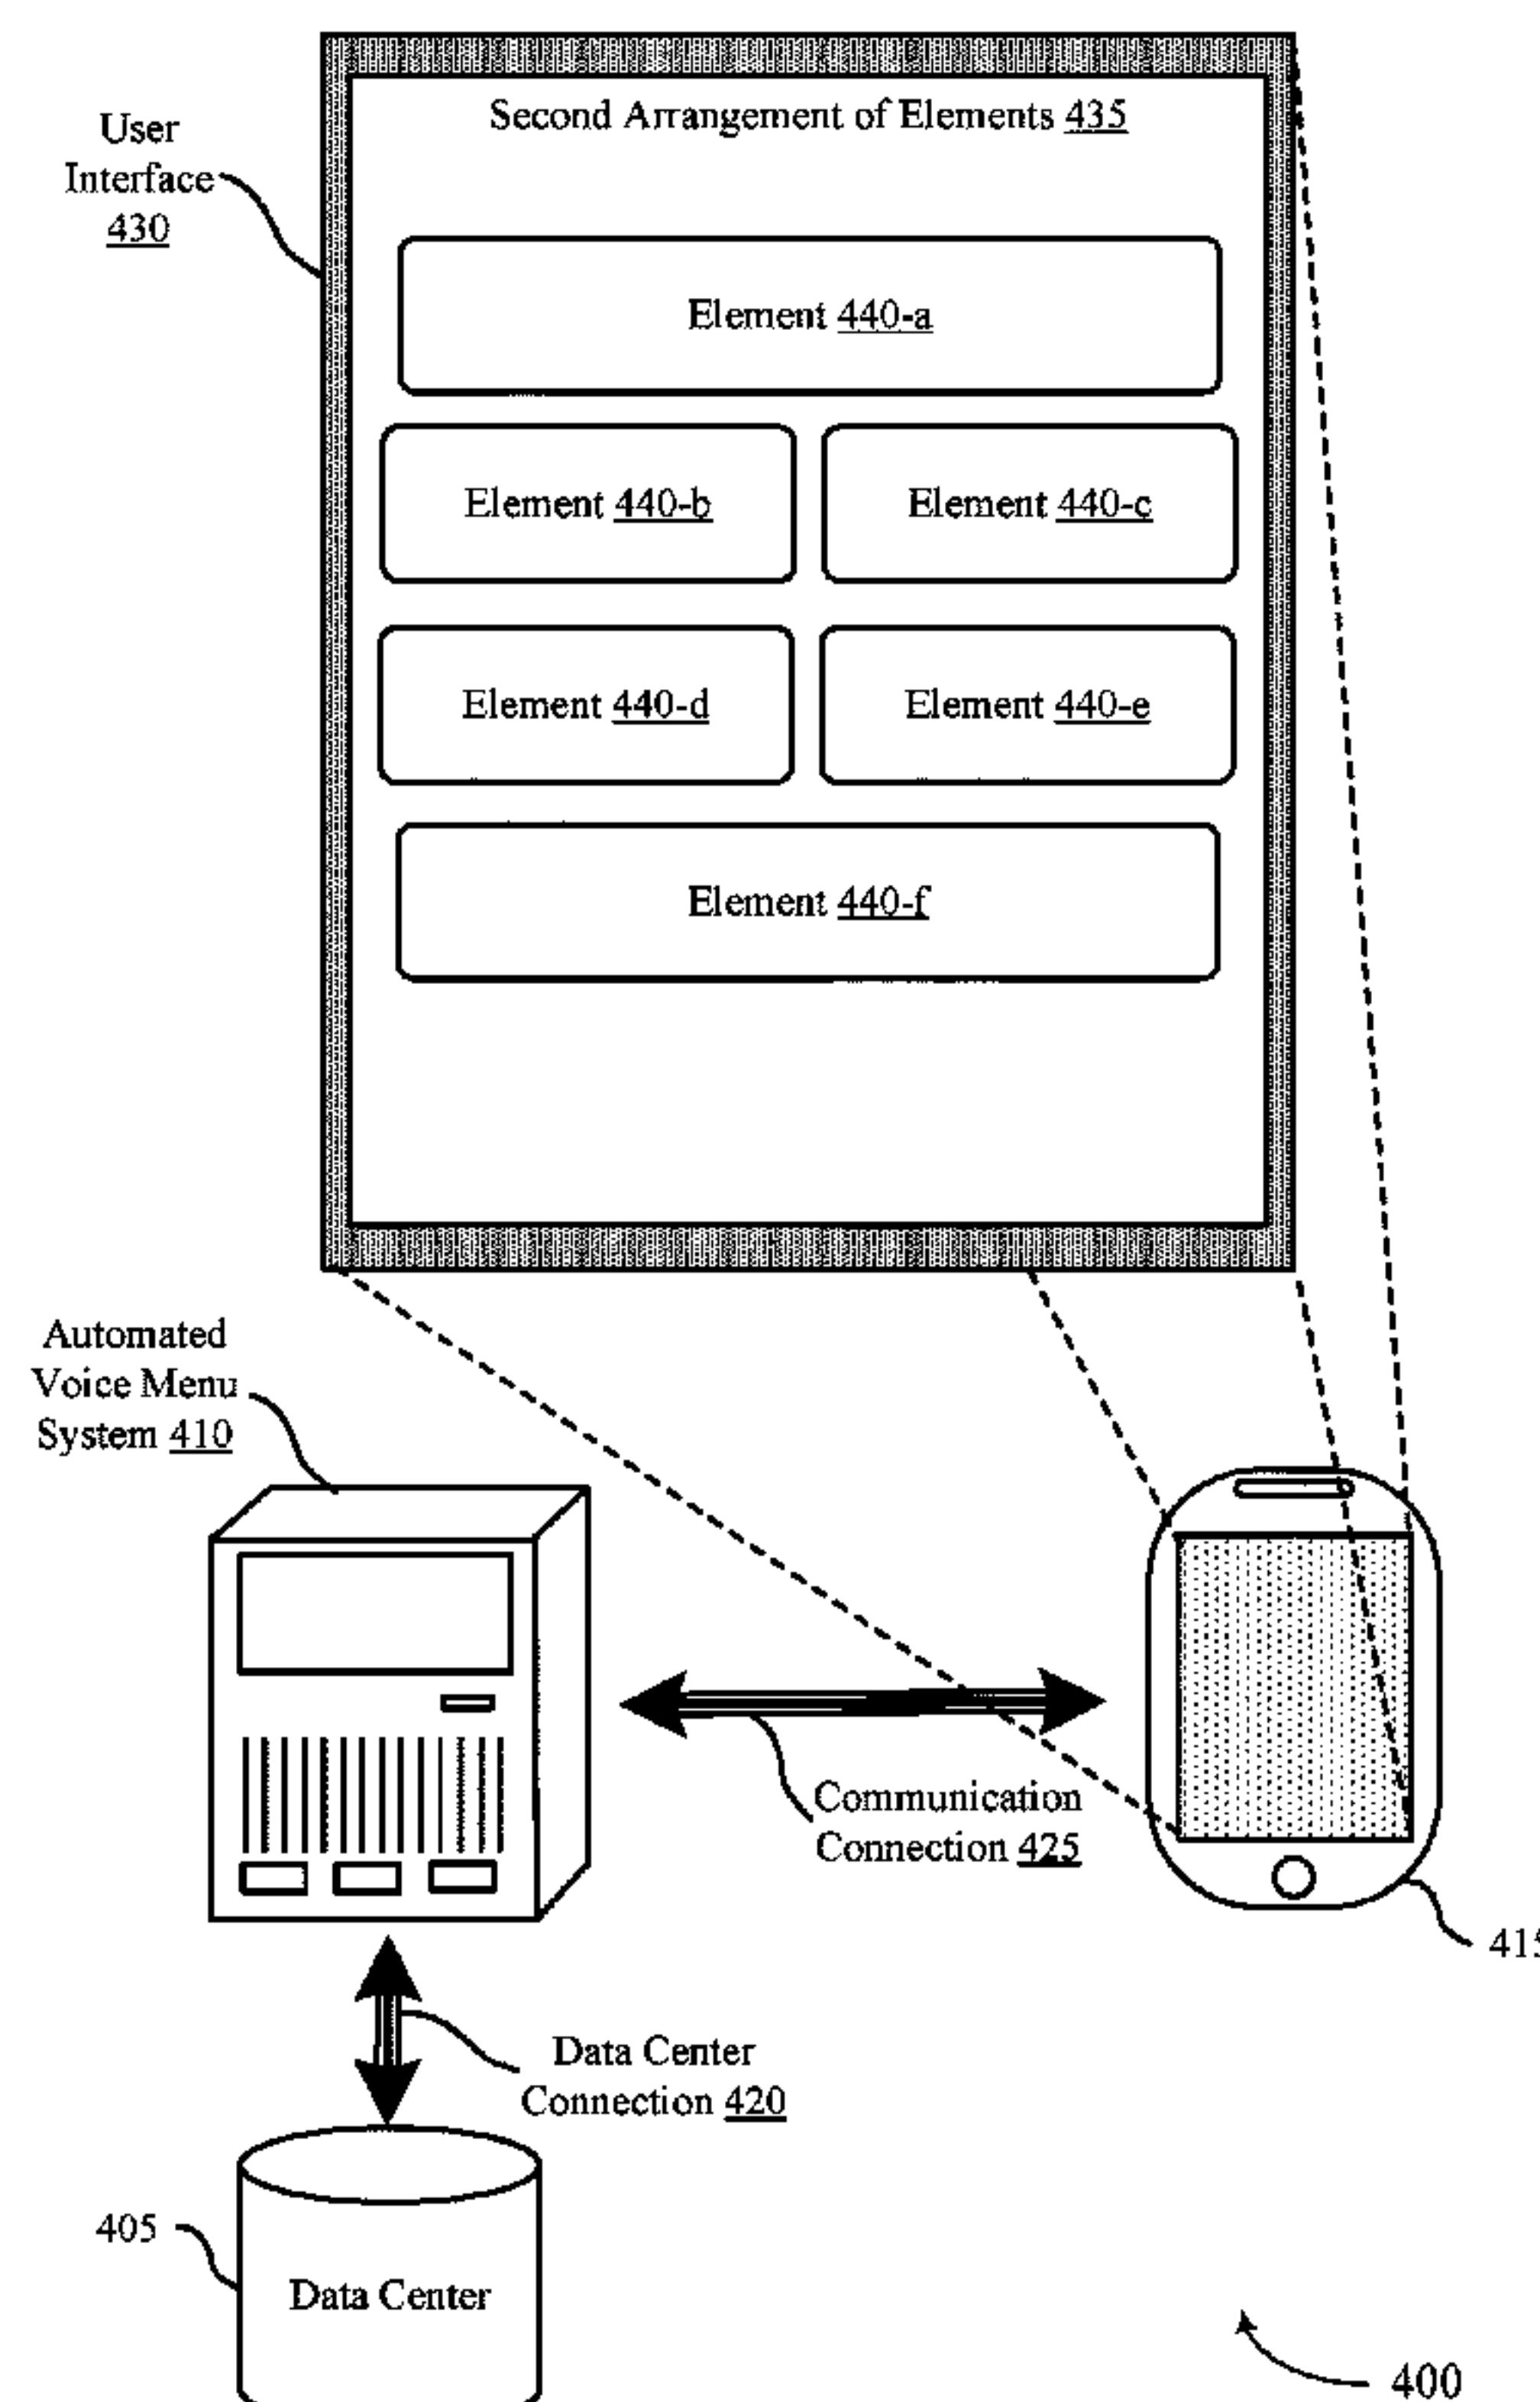 Second Arrangement of Elements 435
User
Interface
430
Element 440-a
Element 440-b
Element 440-c
Element 440-d
Element 440-e
Element 440-f
Automated
Voice Menu
System 410
Communication
Connection 425
415
Data Center
Connection 420
405
Data Center
400